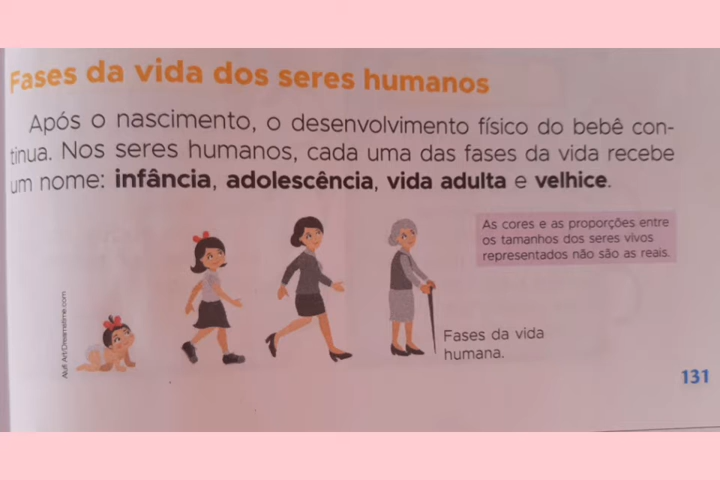 Fases da vida dos seres humanos
Após o nascimento, o desenvolvimento físico do bebê con-
tinua. Nos seres humanos, cada uma das fases da vida recebe
um nome: infância, adolescência, vida adulta e velhice.
As cores e as proporções entre
os tamanhos dos seres vivos
representados não são as reais.
Fases da vida
humana.
131